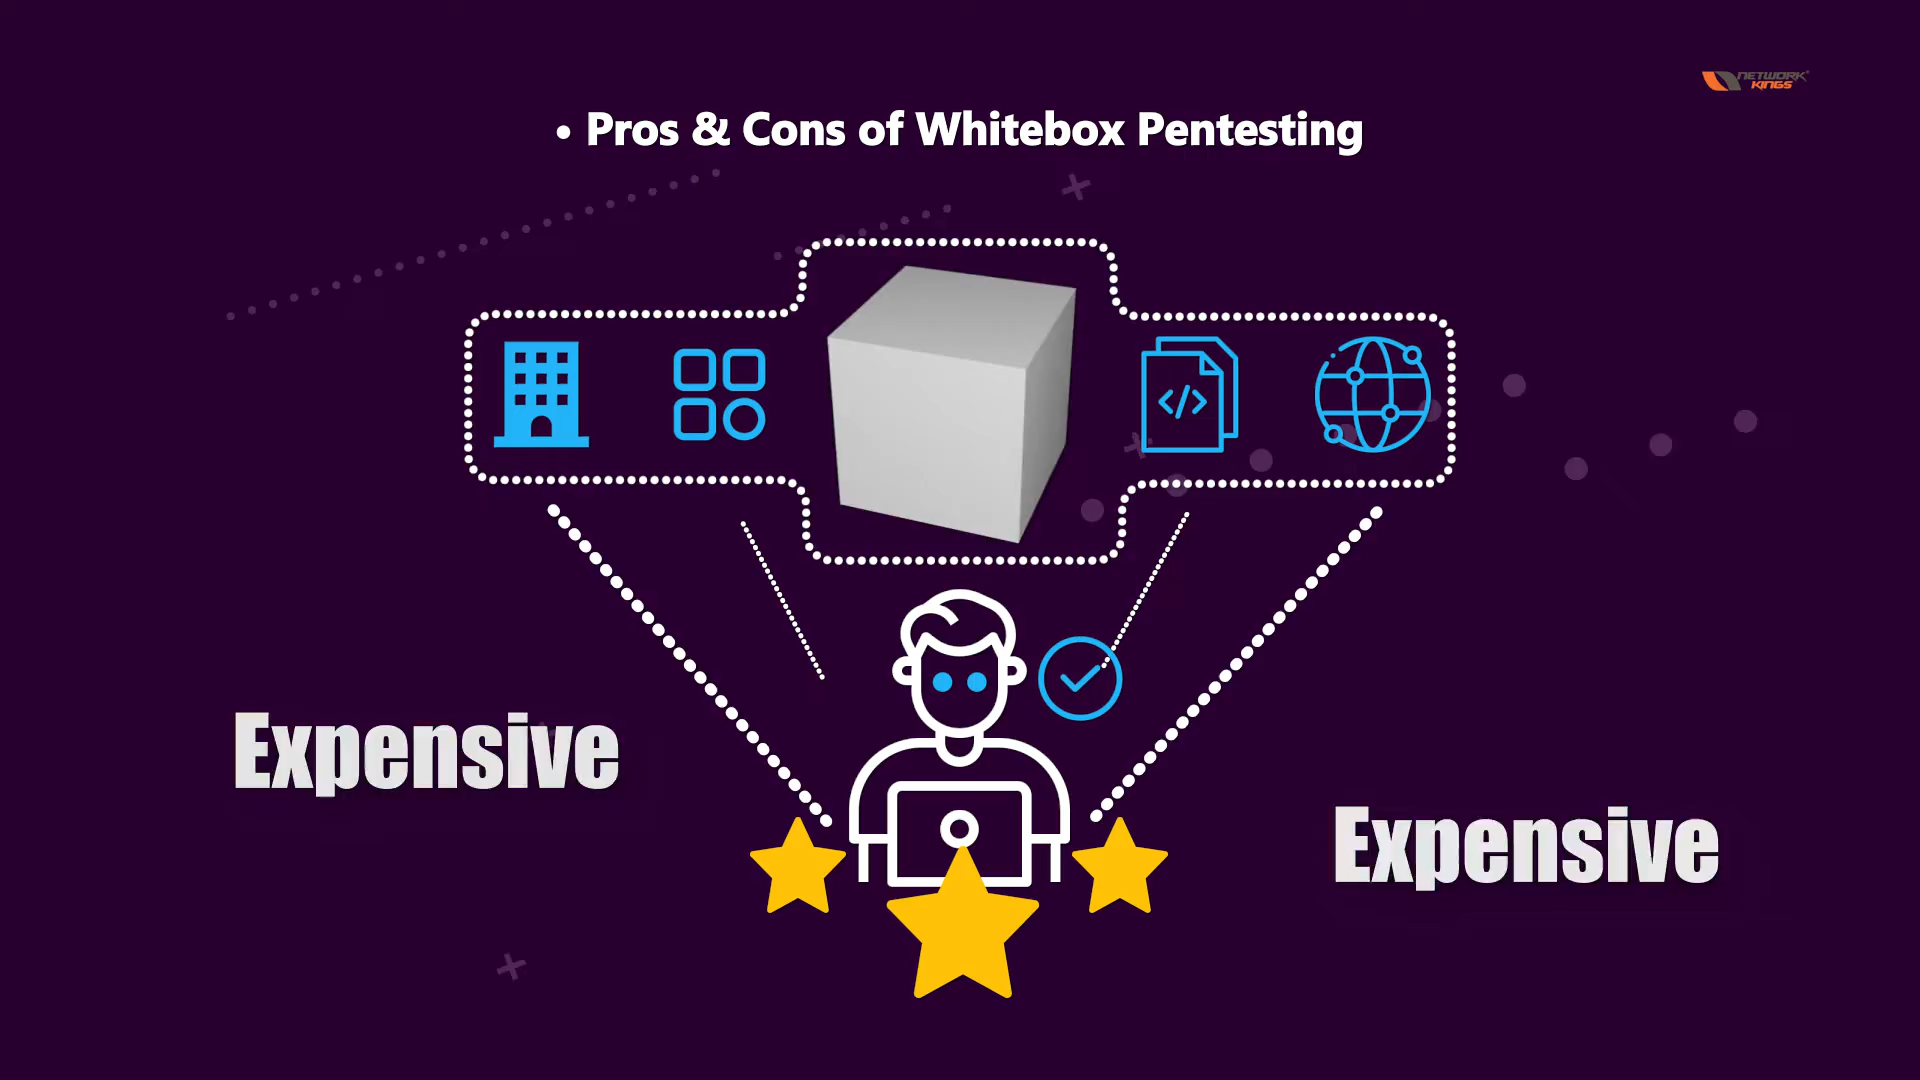 NETWORK
KINGS
• Pros & Cons of Whitebox Pentesting
</>
Expensive
Expensive